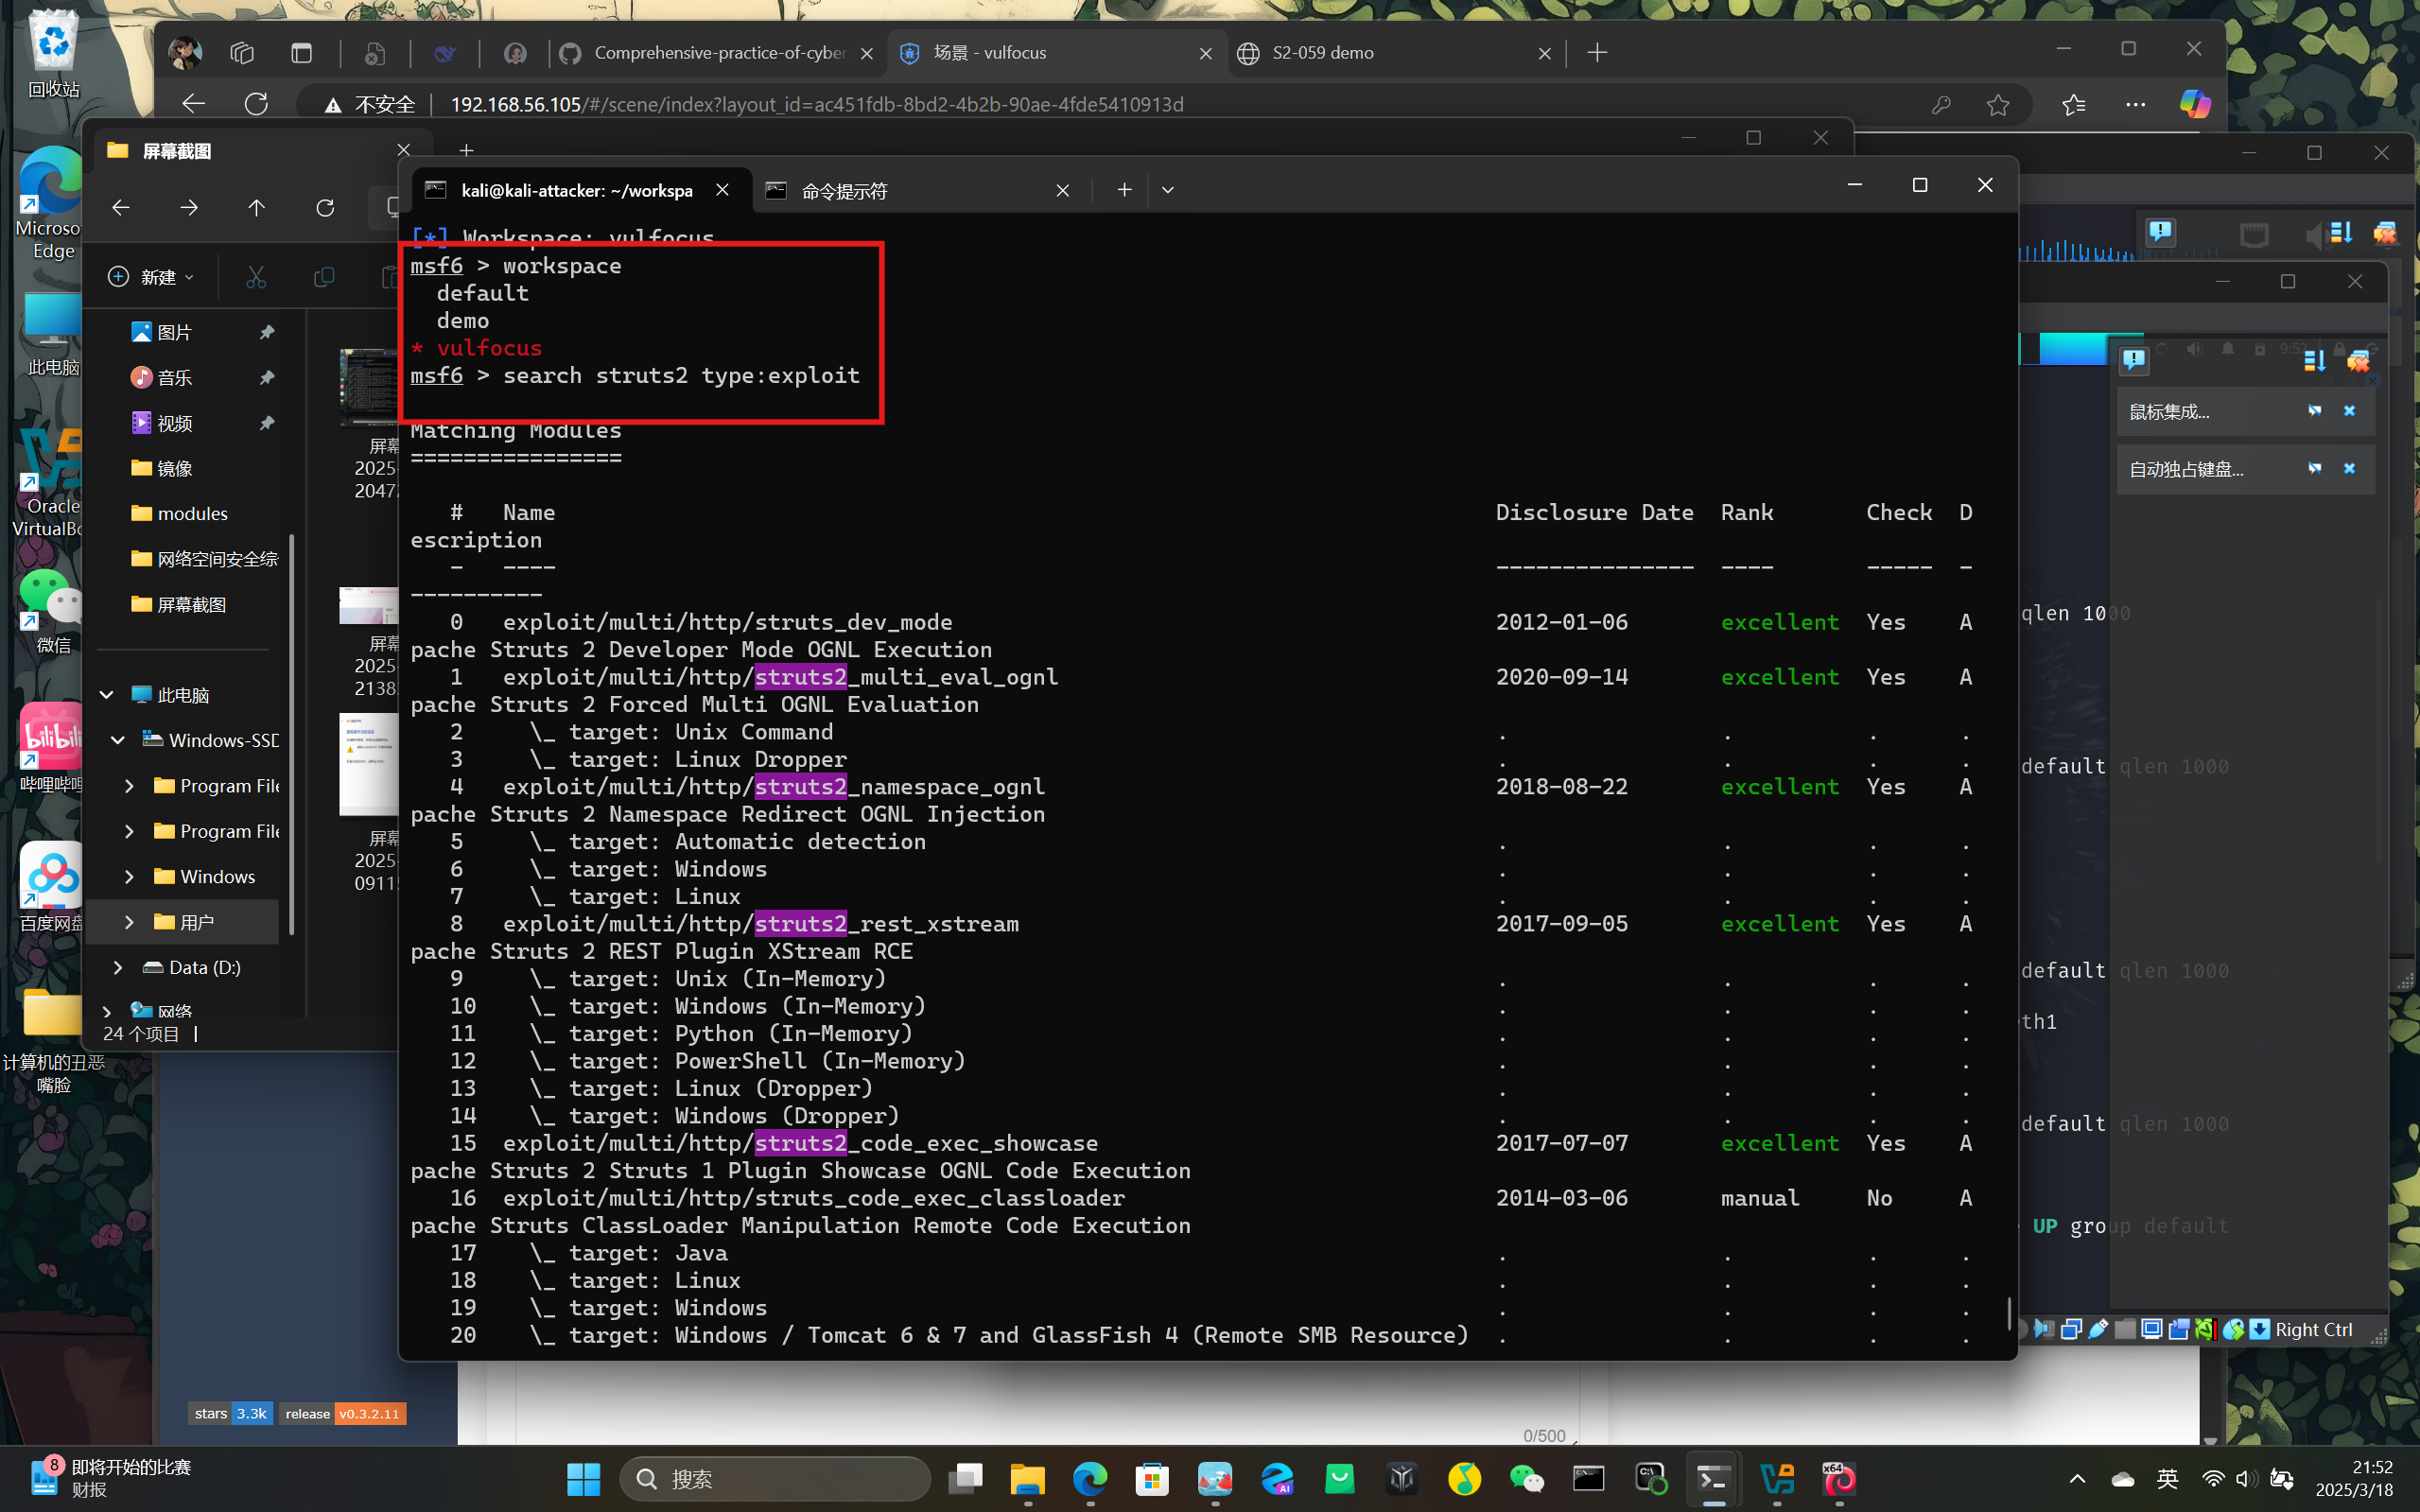 回收站
Microso
Edge
此电脑
Oracle
VirtualBo
微信
哔哩哔哩
百度网盘
计算机的丑恶
嘴脸
Comprehensive-practice-of-cyber
场景 - vulfocus
S2-059 demo
不安全
192.168.56.105/#/scene/index?layout_id=ac451fdb-8bd2-4b2b-90ae-4fde5410913d
屏幕截图
新建
图片
音乐
视频
镜像
modules
网络空间安全综
屏幕截图
此电脑
Windows-SSD
Program File
Program File
Windows
用户
Data (D:)
网络
24 个项目
屏幕
2025-
2047
屏幕
2025-
2138
屏幕
2025-
0911
kali@kali-attacker: ~/workspa
命令提示符
[*] Workspace: vulfocus
msf6 > workspace
default
demo
* vulfocus
msf6 > search struts2 type:exploit
Matching Modules
================
# Name Disclosure Date Rank Check D
escription
- ---- --------------- ---- ----- -
----------
0 exploit/multi/http/struts_dev_mode 2012-01-06 excellent Yes A
pache Struts 2 Developer Mode OGNL Execution
1 exploit/multi/http/struts2_multi_eval_ognl 2020-09-14 excellent Yes A
pache Struts 2 Forced Multi OGNL Evaluation
2 \_ target: Unix Command . . . .
3 \_ target: Linux Dropper . . . .
4 exploit/multi/http/struts2_namespace_ognl 2018-08-22 excellent Yes A
pache Struts 2 Namespace Redirect OGNL Injection
5 \_ target: Automatic detection . . . .
6 \_ target: Windows . . . .
7 \_ target: Linux . . . .
8 exploit/multi/http/struts2_rest_xstream 2017-09-05 excellent Yes A
pache Struts 2 REST Plugin XStream RCE
9 \_ target: Unix (In-Memory) . . . .
10 \_ target: Windows (In-Memory) . . . .
11 \_ target: Python (In-Memory) . . . .
12 \_ target: PowerShell (In-Memory) . . . .
13 \_ target: Linux (Dropper) . . . .
14 \_ target: Windows (Dropper) . . . .
15 exploit/multi/http/struts2_code_exec_showcase 2017-07-07 excellent Yes A
pache Struts 2 Struts 1 Plugin Showcase OGNL Code Execution
16 exploit/multi/http/struts_code_exec_classloader 2014-03-06 manual No A
pache Struts ClassLoader Manipulation Remote Code Execution
17 \_ target: Java . . . .
18 \_ target: Linux . . . .
19 \_ target: Windows . . . .
20 \_ target: Windows / Tomcat 6 & 7 and GlassFish 4 (Remote SMB Resource) . . . .
9:52
鼠标集成...
自动独占键盘...
qlen 1000
default qlen 1000
default qlen 1000
eth1
default qlen 1000
UP group default
Right Ctrl
stars 3.3k release v0.3.2.11
0/500
8
即将开始的比赛
财报
搜索
英
21:52
2025/3/18